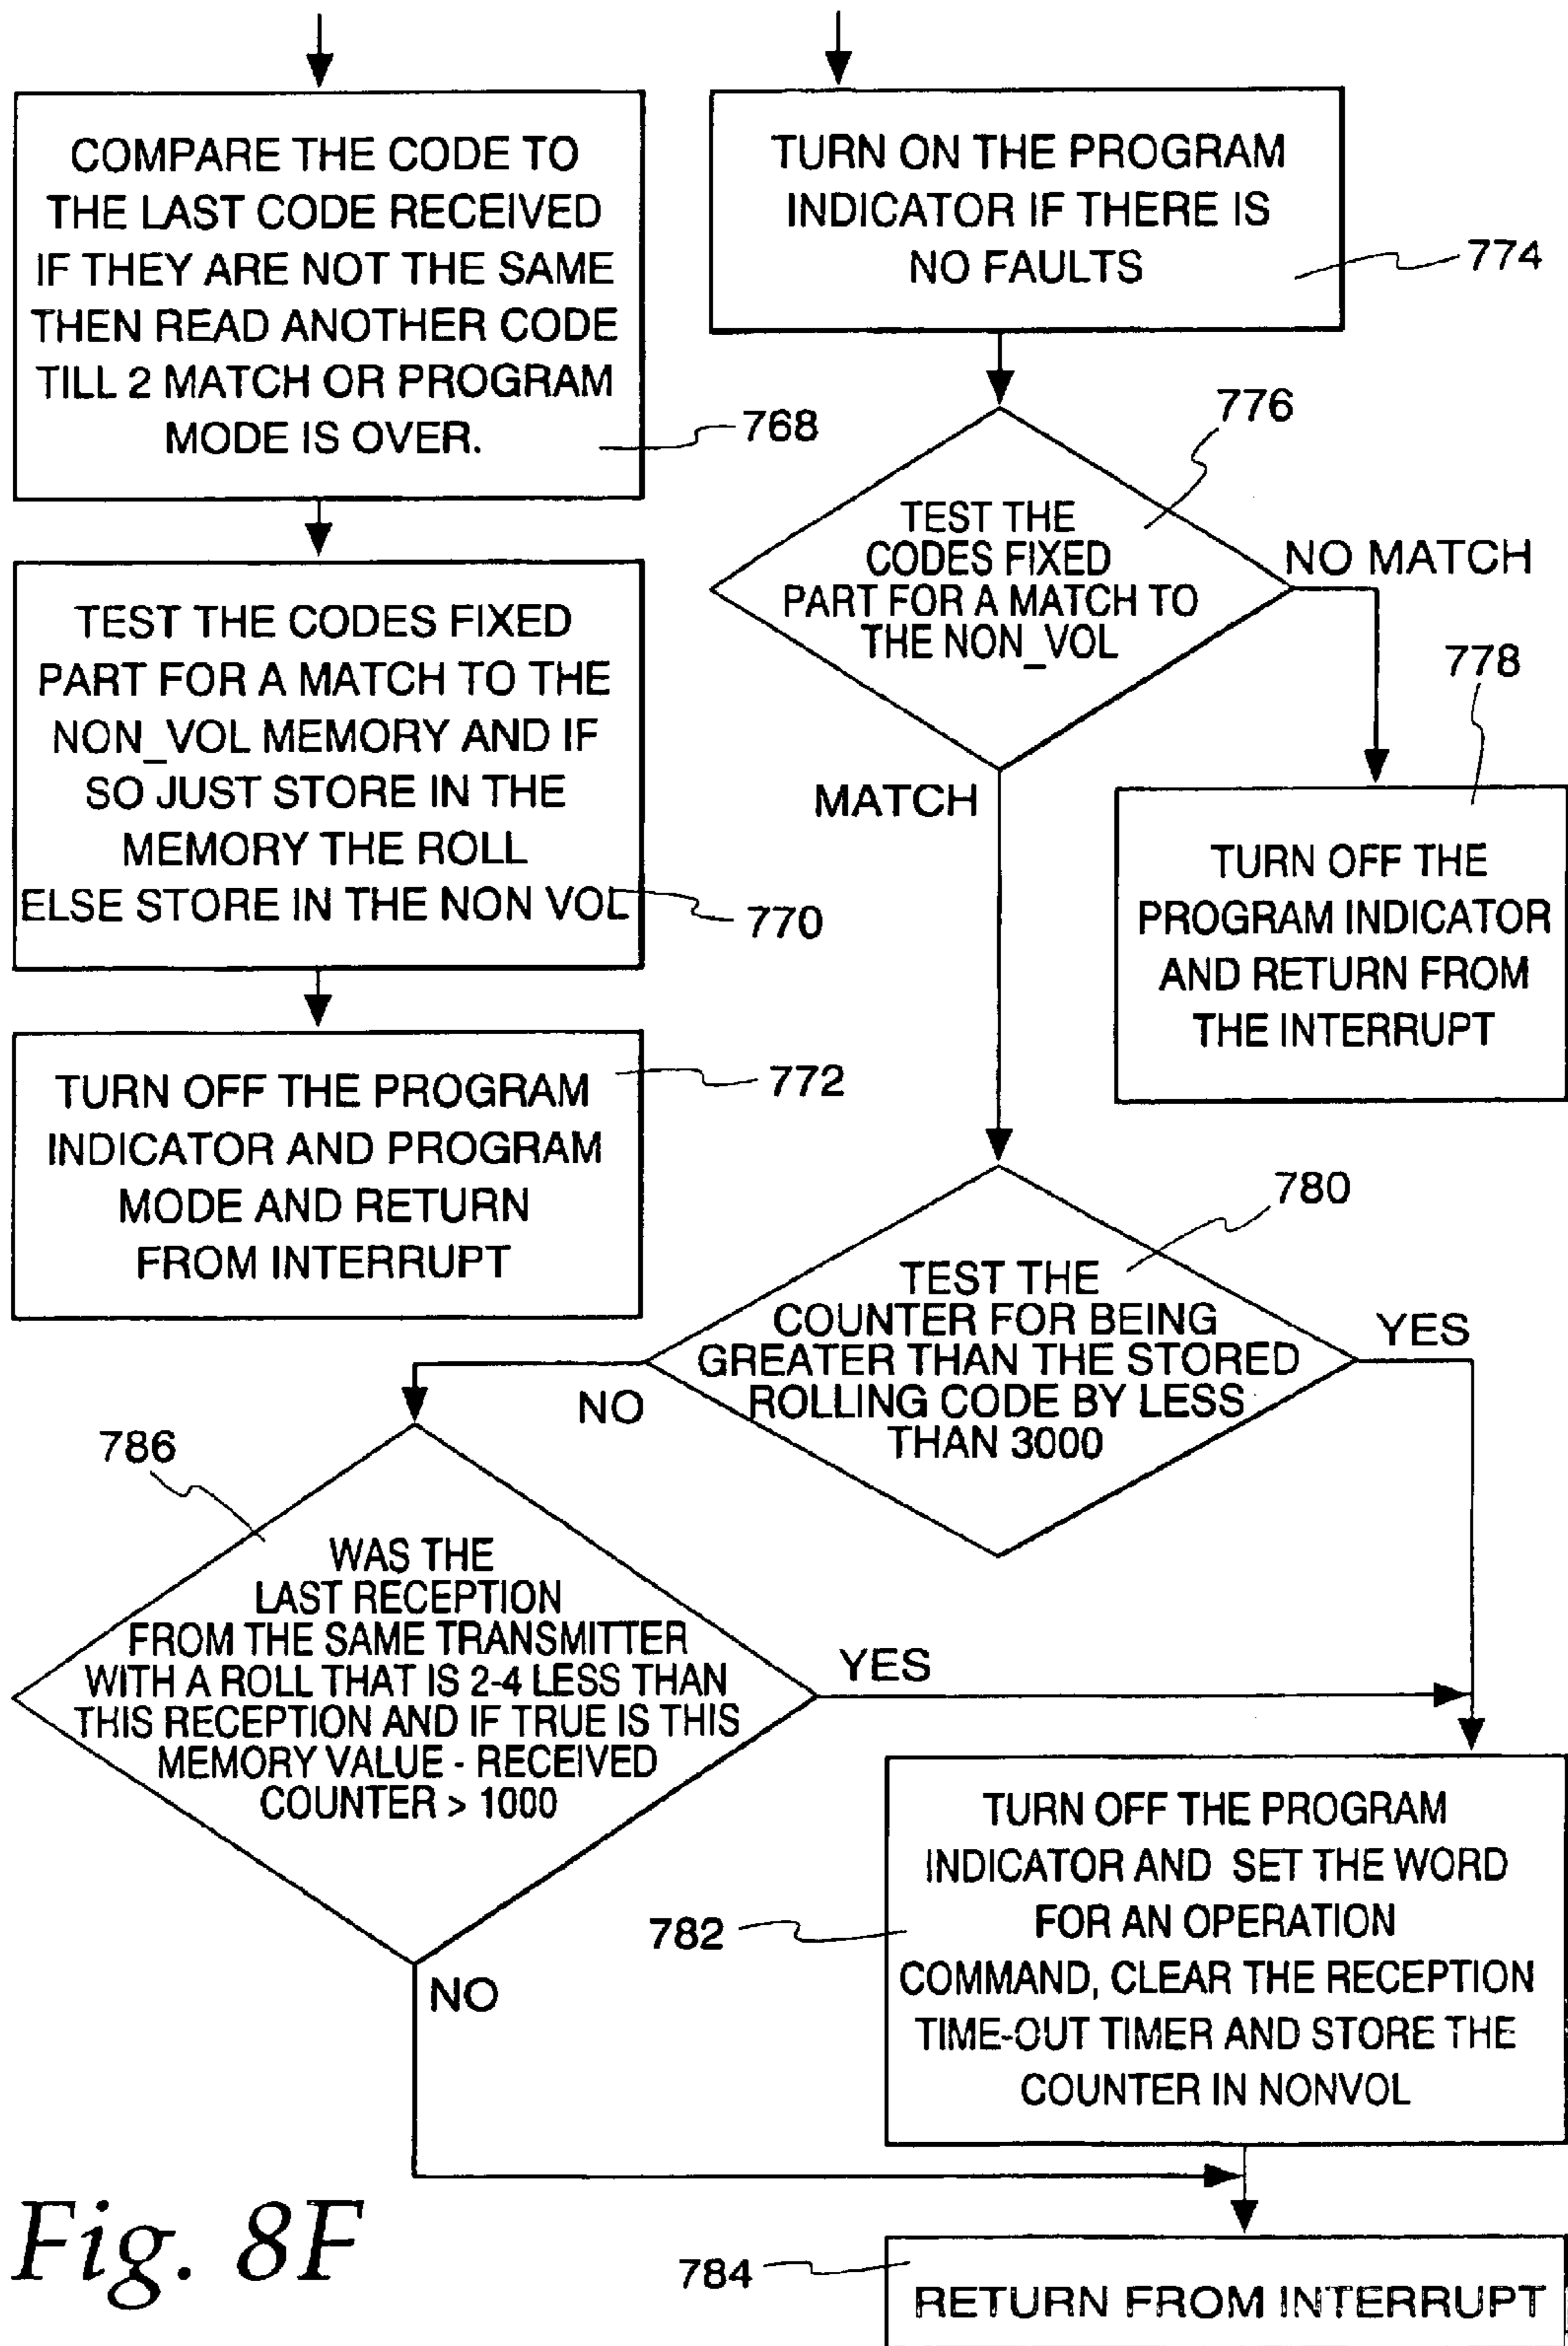 COMPARE THE CODE TO
THE LAST CODE RECEIVED
IF THEY ARE NOT THE SAME
THEN READ ANOTHER CODE
TILL 2 MATCH OR PROGRAM
MODE IS OVER.
768
TEST THE CODES FIXED
PART FOR A MATCH TO THE
NON_VOL MEMORY AND IF
SO JUST STORE IN THE
MEMORY THE ROLL
ELSE STORE IN THE NON VOL
770
TURN OFF THE PROGRAM
INDICATOR AND PROGRAM
MODE AND RETURN
FROM INTERRUPT
772
TURN ON THE PROGRAM
INDICATOR IF THERE IS
NO FAULTS
774
776
TEST THE
CODES FIXED
PART FOR A MATCH TO
THE NON_VOL
NO MATCH
MATCH
778
TURN OFF THE
PROGRAM INDICATOR
AND RETURN FROM
THE INTERRUPT
780
TEST THE
COUNTER FOR BEING
GREATER THAN THE STORED
ROLLING CODE BY LESS
THAN 3000
YES
NO
786
WAS THE
LAST RECEPTION
FROM THE SAME TRANSMITTER
WITH A ROLL THAT IS 2-4 LESS THAN
THIS RECEPTION AND IF TRUE IS THIS
MEMORY VALUE - RECEIVED
COUNTER > 1000
YES
NO
TURN OFF THE PROGRAM
INDICATOR AND SET THE WORD
FOR AN OPERATION
COMMAND, CLEAR THE RECEPTION
TIME-OUT TIMER AND STORE THE
COUNTER IN NONVOL
782
784
RETURN FROM INTERRUPT
Fig. 8F